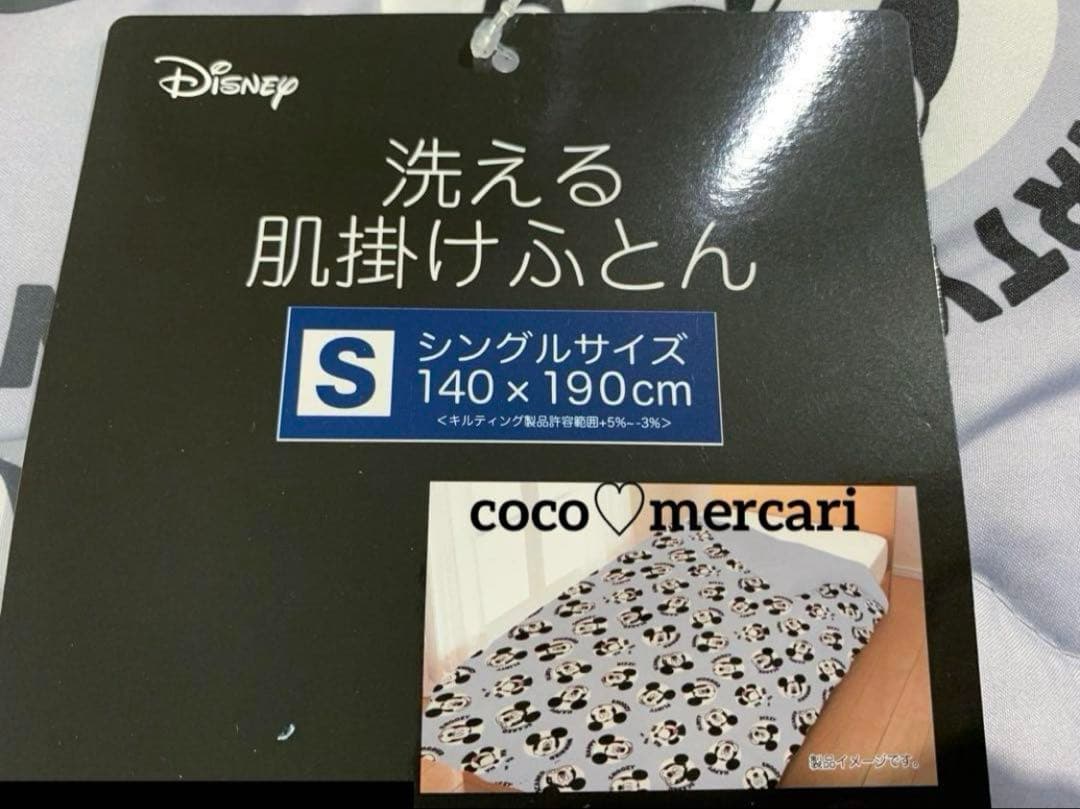 Disney
洗える
肌掛けふとん
S
シングルサイズ
140×190cm
<キルティング製品許容範囲+5%~-3%>
coco♡mercari
製品イメージです。